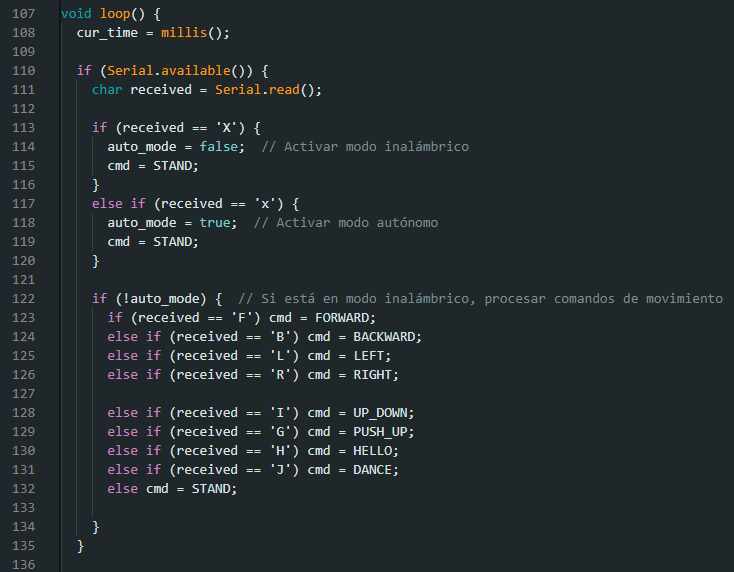 107 void loop() {
108   cur_time = millis();
109
110   if (Serial.available()) {
111     char received = Serial.read();
112
113     if (received == 'X') {
114       auto_mode = false;  // Activar modo inalámbrico
115       cmd = STAND;
116     }
117     else if (received == 'x') {
118       auto_mode = true;  // Activar modo autónomo
119       cmd = STAND;
120     }
121
122     if (!auto_mode) {  // Si está en modo inalámbrico, procesar comandos de movimiento
123       if (received == 'F') cmd = FORWARD;
124       else if (received == 'B') cmd = BACKWARD;
125       else if (received == 'L') cmd = LEFT;
126       else if (received == 'R') cmd = RIGHT;
127
128       else if (received == 'I') cmd = UP_DOWN;
129       else if (received == 'G') cmd = PUSH_UP;
130       else if (received == 'H') cmd = HELLO;
131       else if (received == 'J') cmd = DANCE;
132       else cmd = STAND;
133
134     }
135   }
136